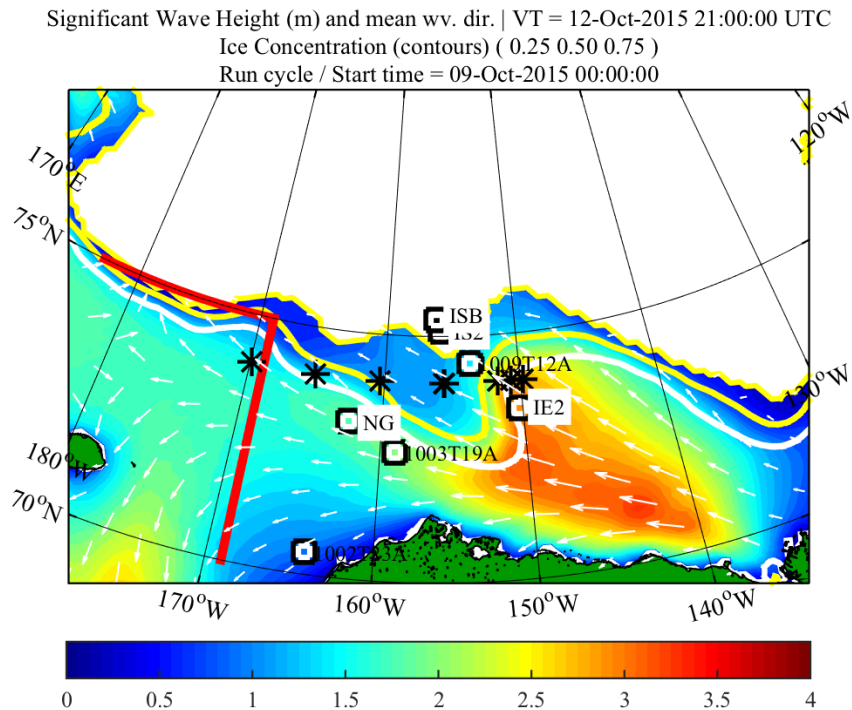 Significant Wave Height (m) and mean wv. dir. | VT = 12-Oct-2015 21:00:00 UTC
Ice Concentration (contours) ( 0.25 0.50 0.75 )
Run cycle / Start time = 09-Oct-2015 00:00:00
120°W
170°E
75°N
ISB
IS2
1009T12A
130°W
IE2
NG
1003T19A
180°W
70°N
1002T23A
170°W
160°W
150°W
140°W
0 0.5 1 1.5 2 2.5 3 3.5 4